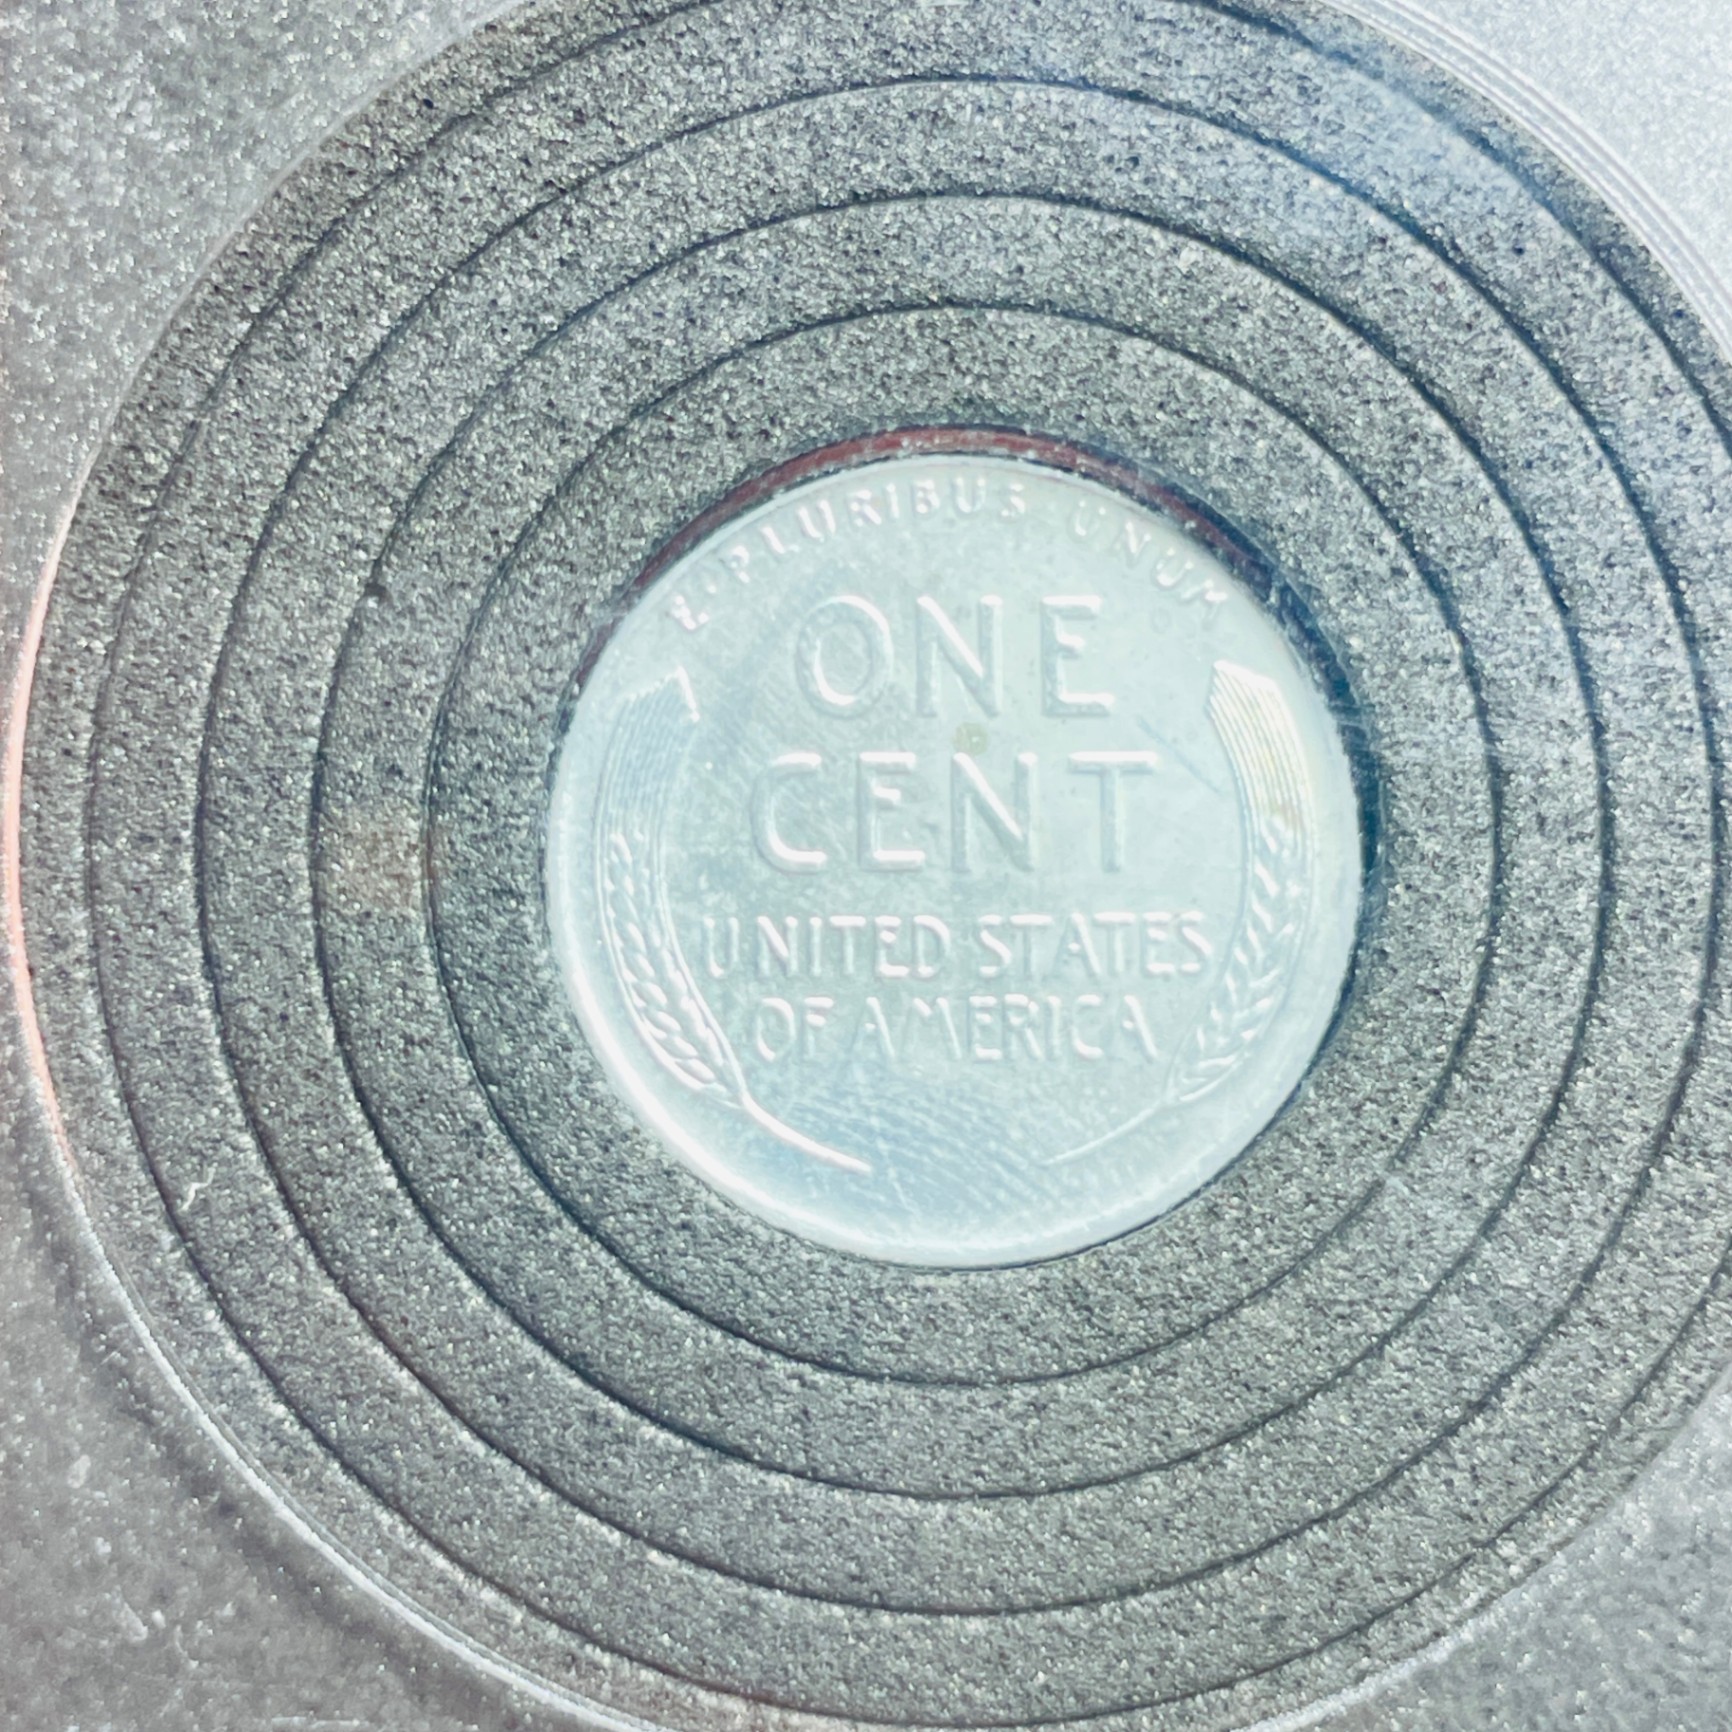 E·PLURIBUS·UNUM
ONE
CENT
UNITED STATES
OF AMERICA